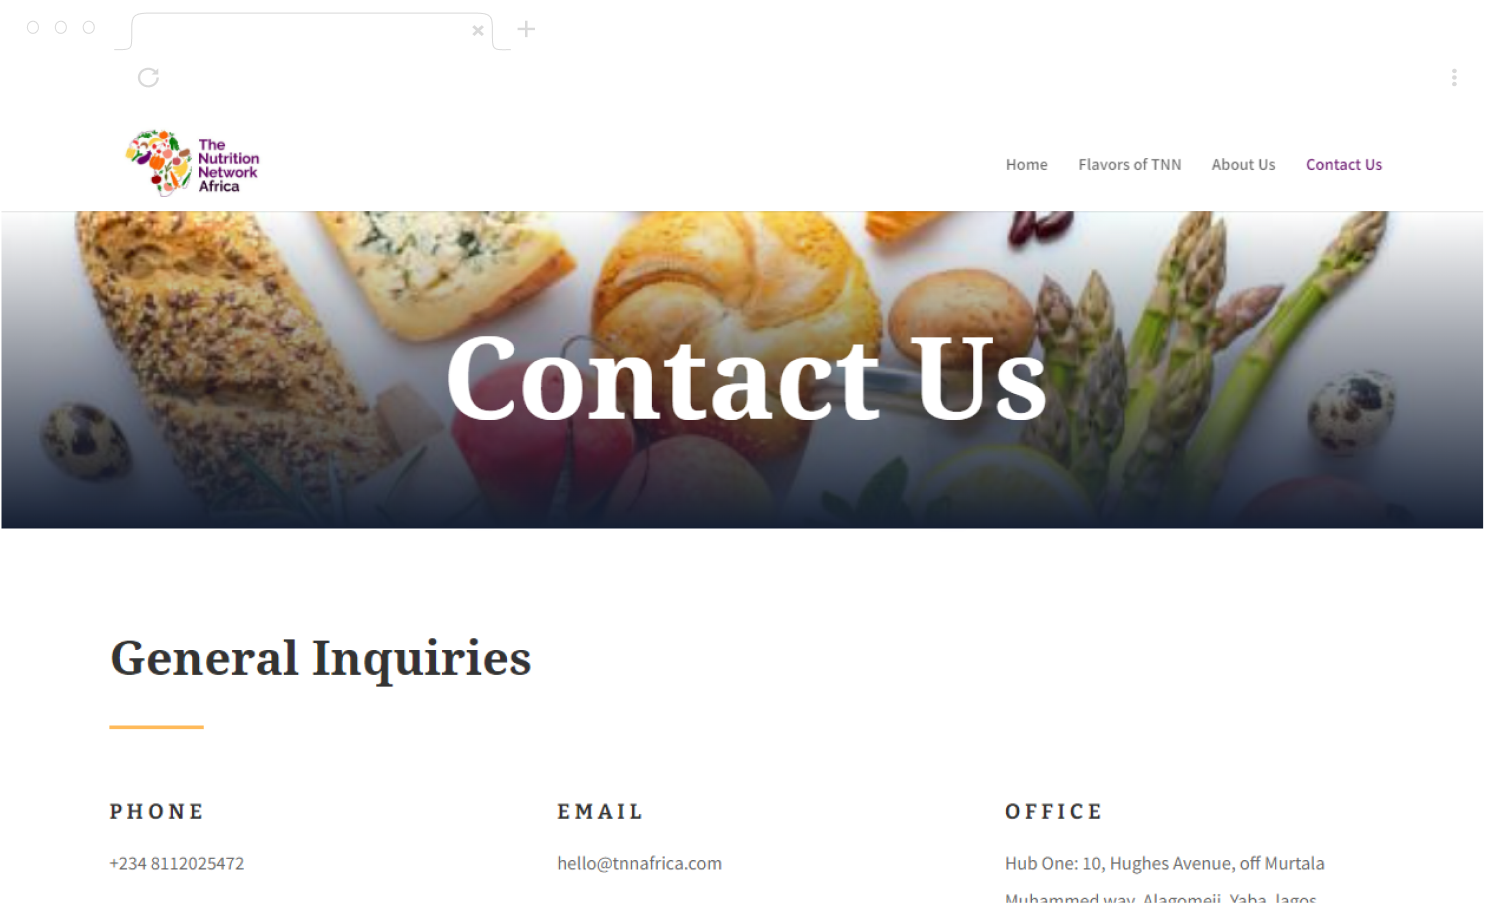 The
Nutrition
Network
Africa
Home Flavors of TNN About Us Contact Us
Contact Us
General Inquiries
PHONE EMAIL OFFICE
+234 8112025472 hello@tnnafrica.com Hub One: 10, Hughes Avenue, off Murtala
Muhammed way, Alagomeji, Yaba, lagos